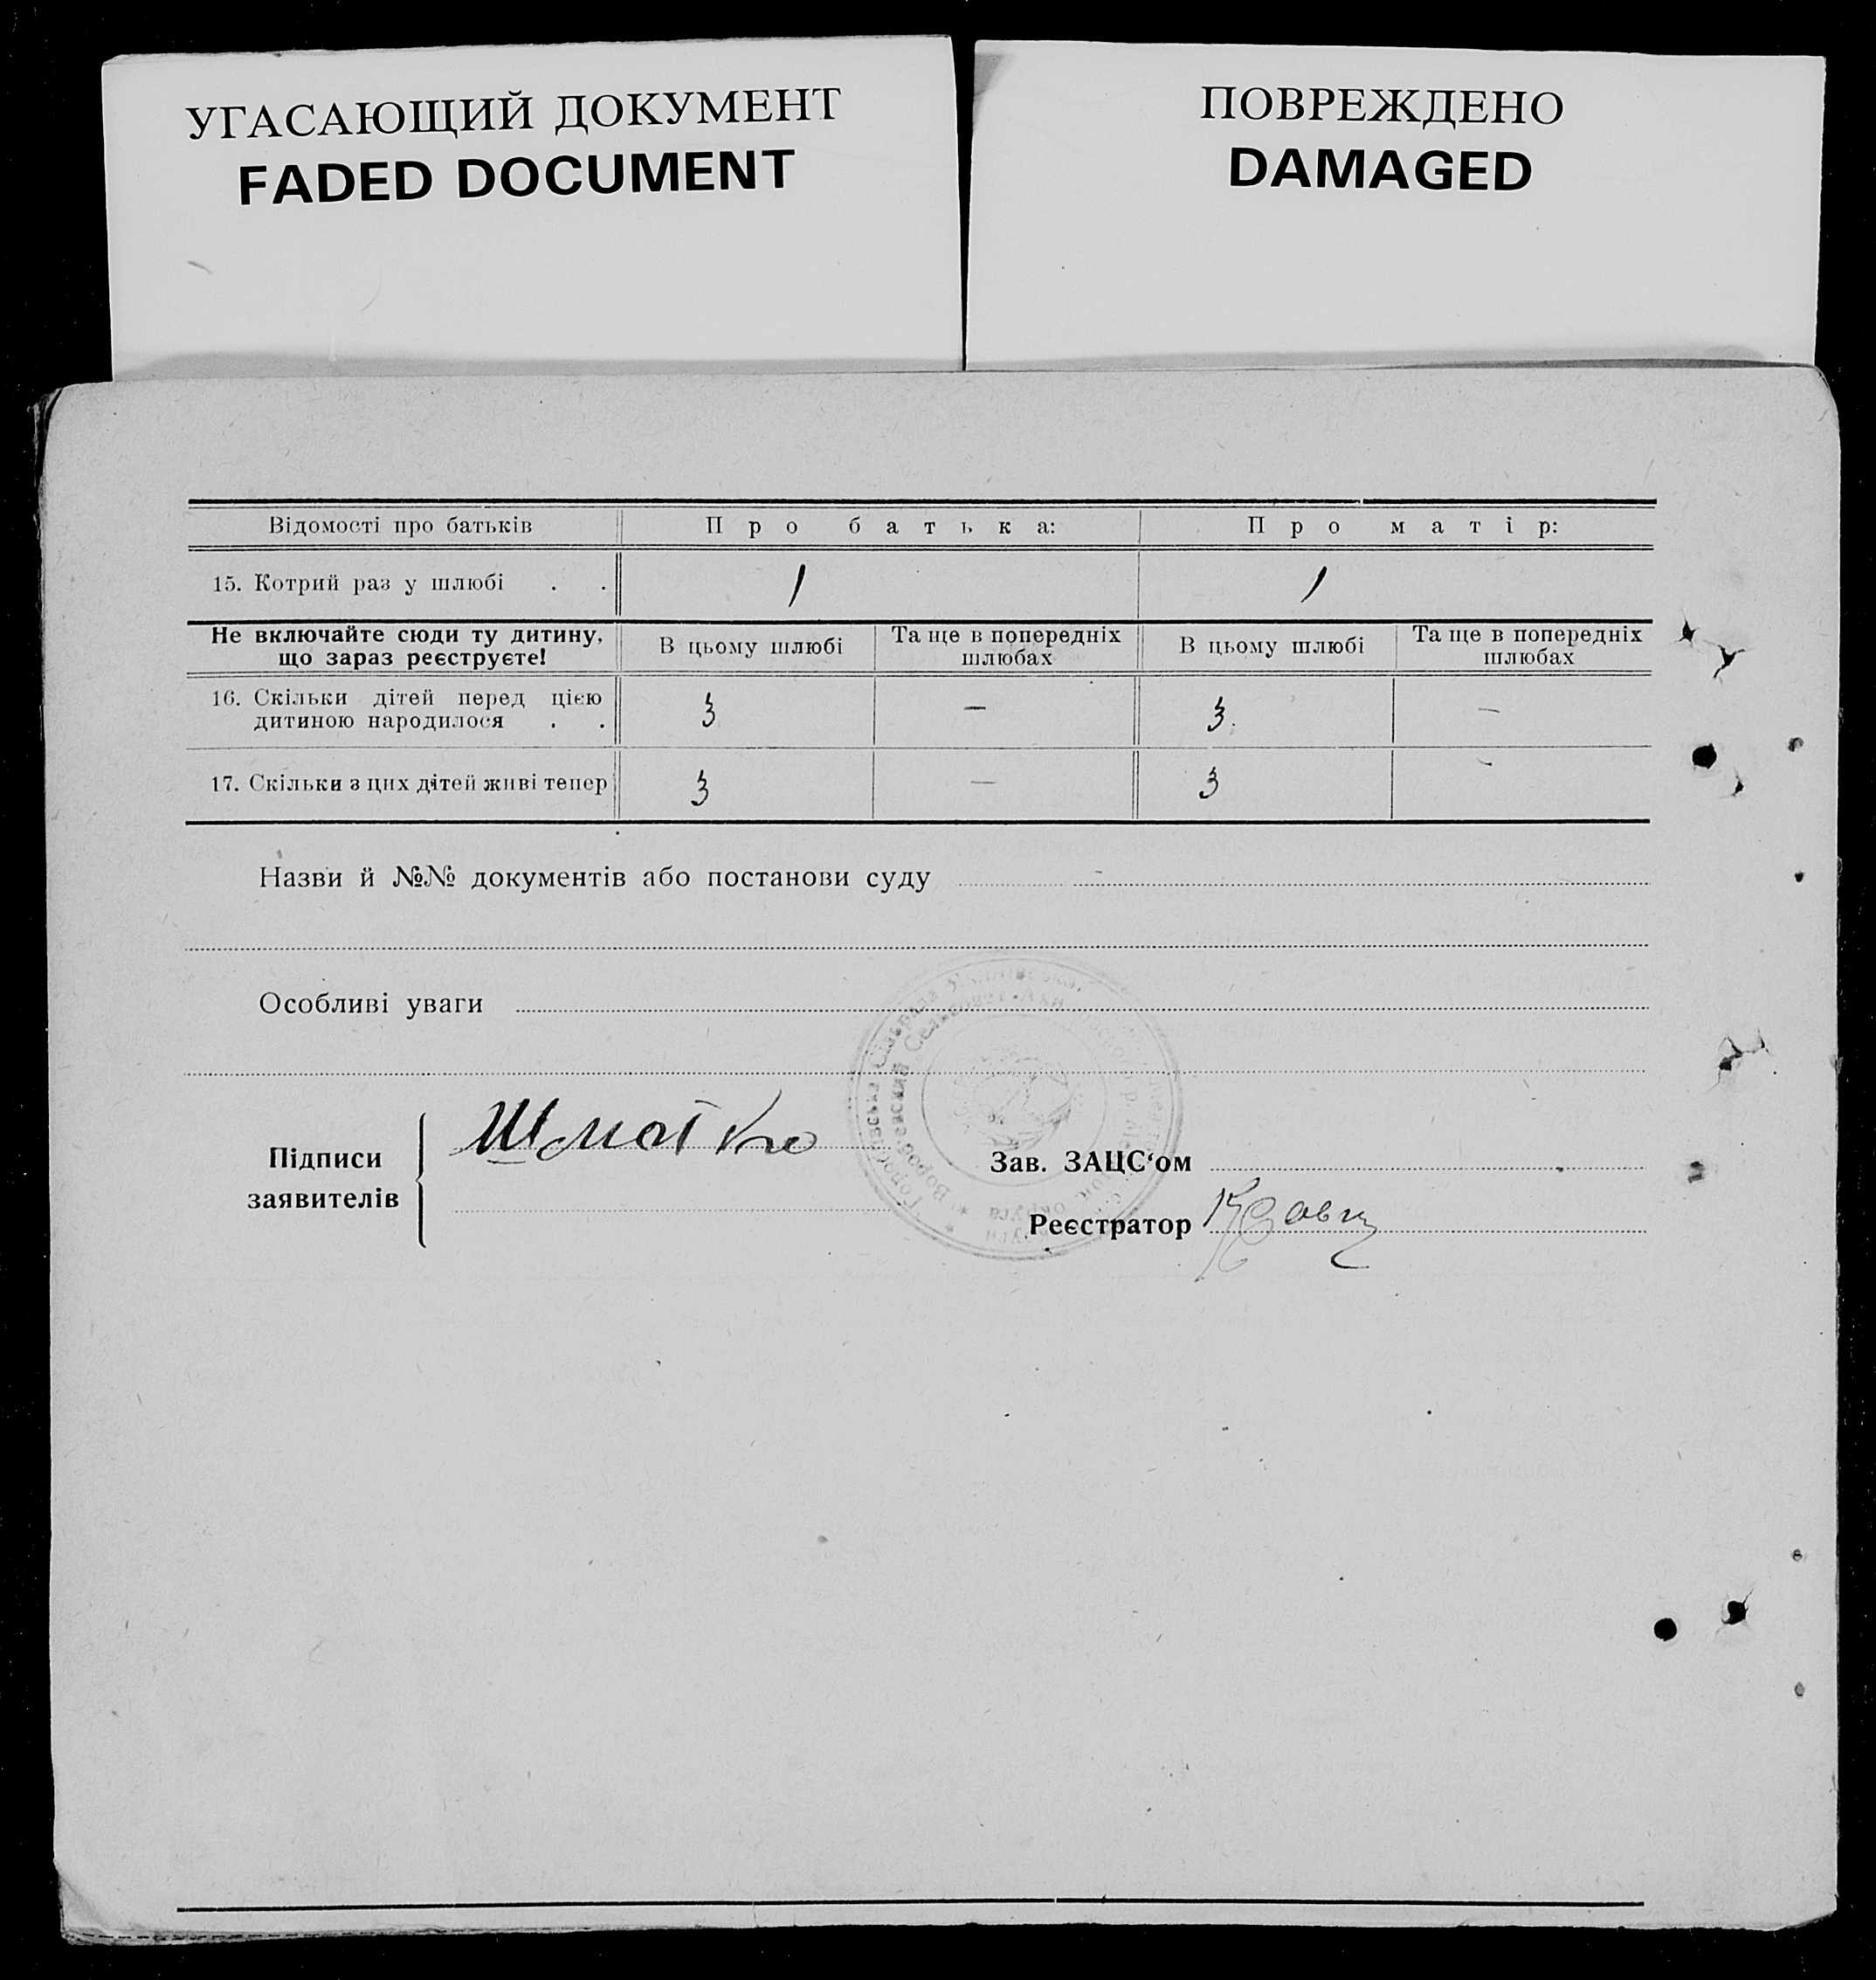 УГАСАЮЩИЙ ДОКУМЕНТ
FADED DOCUMENT
ПОВРЕЖДЕНО
DAMAGED
Відомості про батьків Про батька: Про матір:
15. Котрий раз у шлюбі . . 1 1
Не включайте сюди ту дитину, що зараз реєструєте! В цьому шлюбі Та ще в попередніх шлюбах В цьому шлюбі Та ще в попередніх шлюбах
16. Скільки дітей перед цією
дитиною народилося . . 3 — 3. —
17. Скільки з цих дітей живі тепер 3 — 3 -
Назви й №№ документів або постанови суду -
Особливі уваги
Підписи
заявителів
Шматко
Зав. ЗАЦС‘ом
Реєстратор